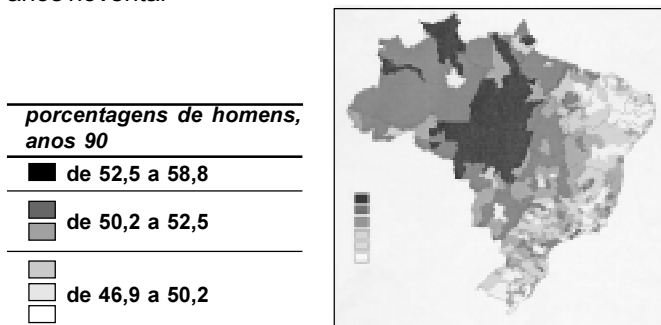 anos noventa.
porcentagens de homens,
anos 90
de 52,5 a 58,8
de 50,2 a 52,5
de 46,9 a 50,2